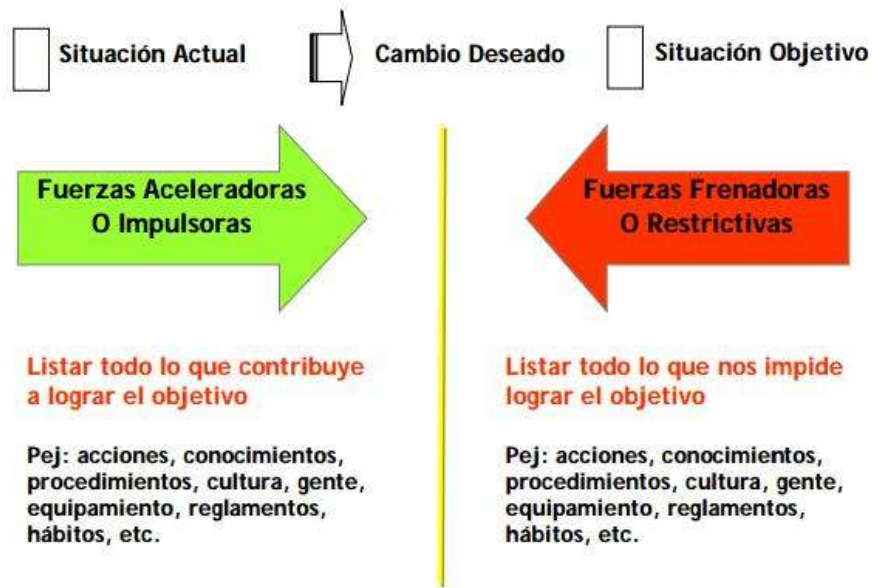 Situación Actual
Cambio Deseado
Situación Objetivo
Fuerzas Aceleradoras
O Impulsoras
Fuerzas Frenadoras
O Restrictivas
Listar todo lo que contribuye
a lograr el objetivo
Pej: acciones, conocimientos,
procedimientos, cultura, gente,
equipamiento, reglamentos,
hábitos, etc.
Listar todo lo que nos impide
lograr el objetivo
Pej: acciones, conocimientos,
procedimientos, cultura, gente,
equipamiento, reglamentos,
hábitos, etc.